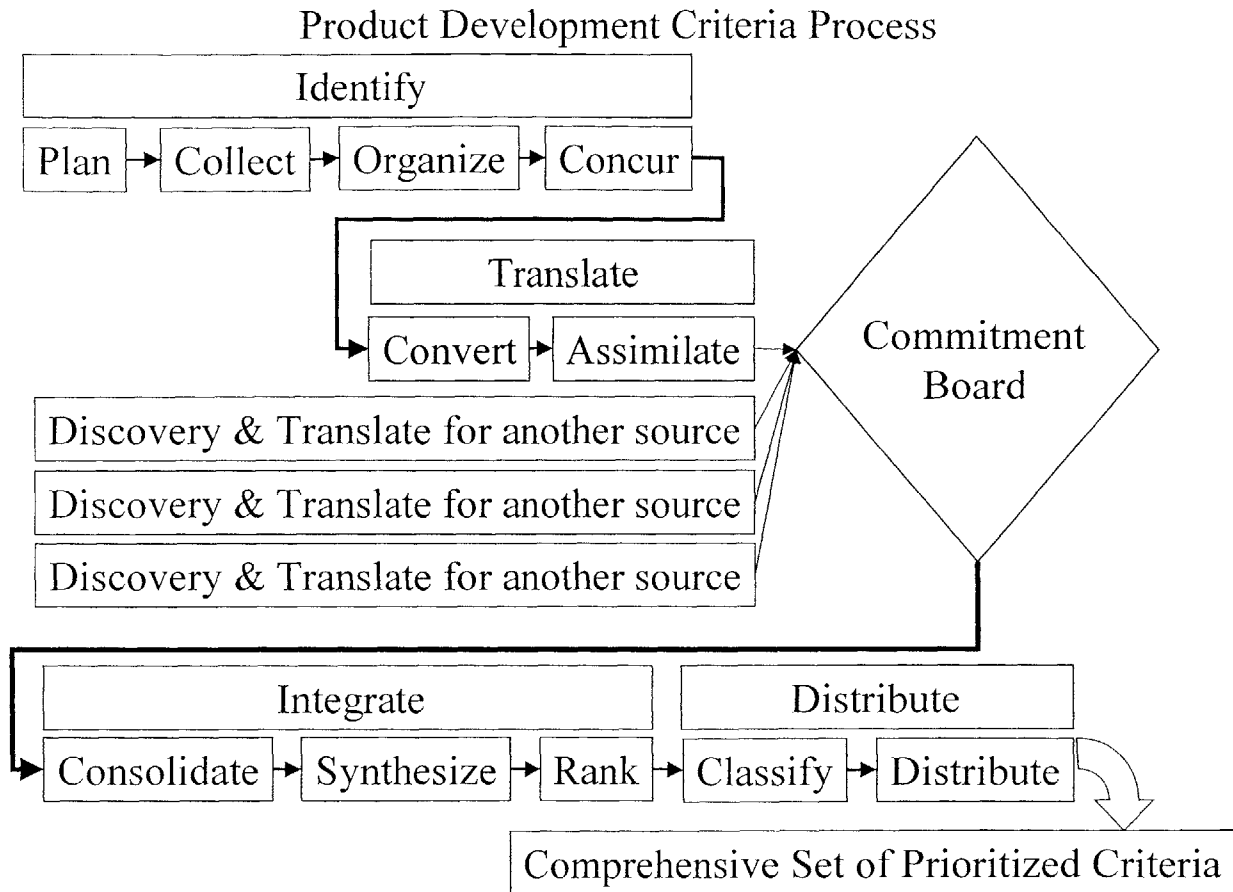 Product Development Criteria Process
Identify
Plan
Collect
Organize
Concur
Translate
Convert
Assimilate
Commitment
Board
Discovery & Translate for another source
Discovery & Translate for another source
Discovery & Translate for another source
Integrate
Distribute
Consolidate
Synthesize
Rank
Classify
Distribute
Comprehensive Set of Prioritized Criteria